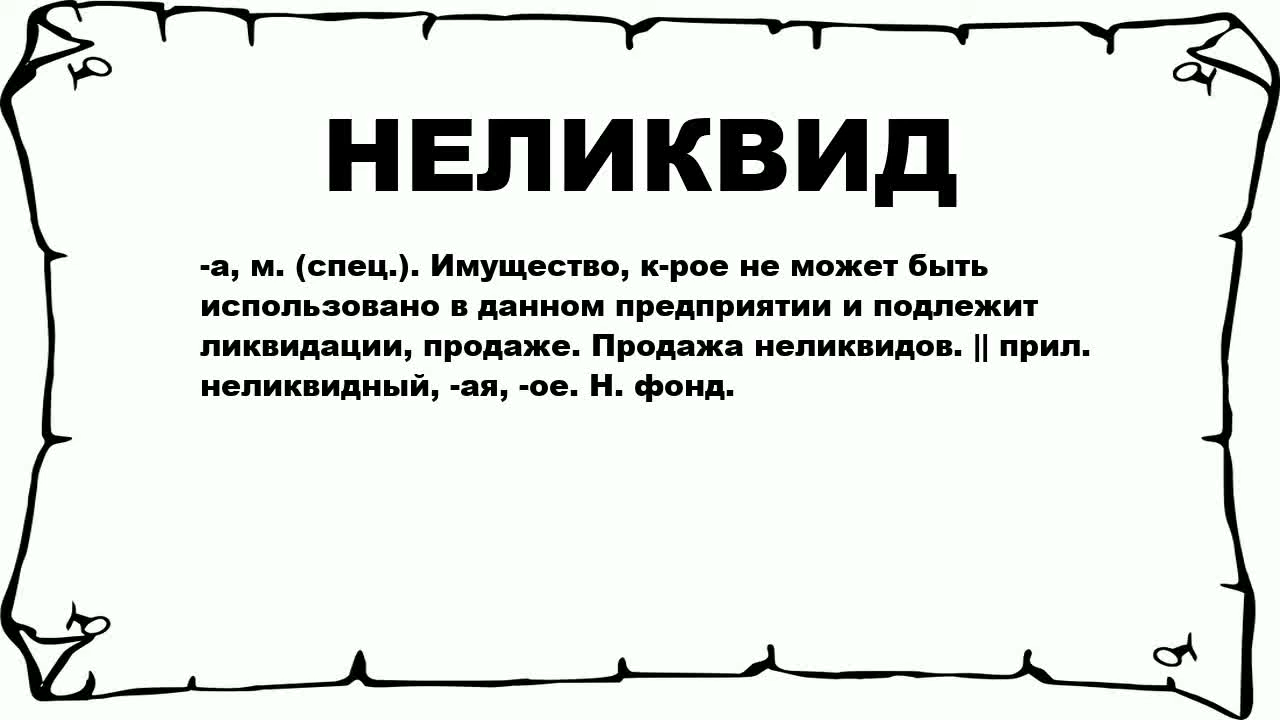 НЕЛИКВИД
-а, м. (спец.). Имущество, к-рое не может быть
использовано в данном предприятии и подлежит
ликвидации, продаже. Продажа неликвидов. || прил.
неликвидный, -ая, -ое. Н. фонд.